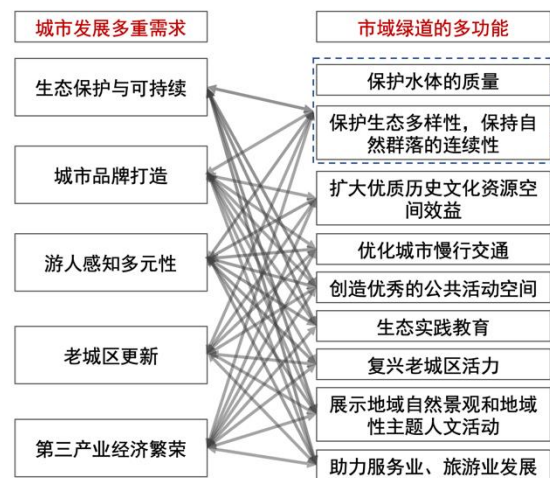 城市发展多重需求
生态保护与可持续
城市品牌打造
游人感知多元性
老城区更新
第三产业经济繁荣
市域绿道的多功能
保护水体的质量
保护生态多样性，保持自
然群落的连续性
扩大优质历史文化资源空
间效益
优化城市慢行交通
创造优秀的公共活动空间
生态实践教育
复兴老城区活力
展示地域自然景观和地域
性主题人文活动
助力服务业、旅游业发展